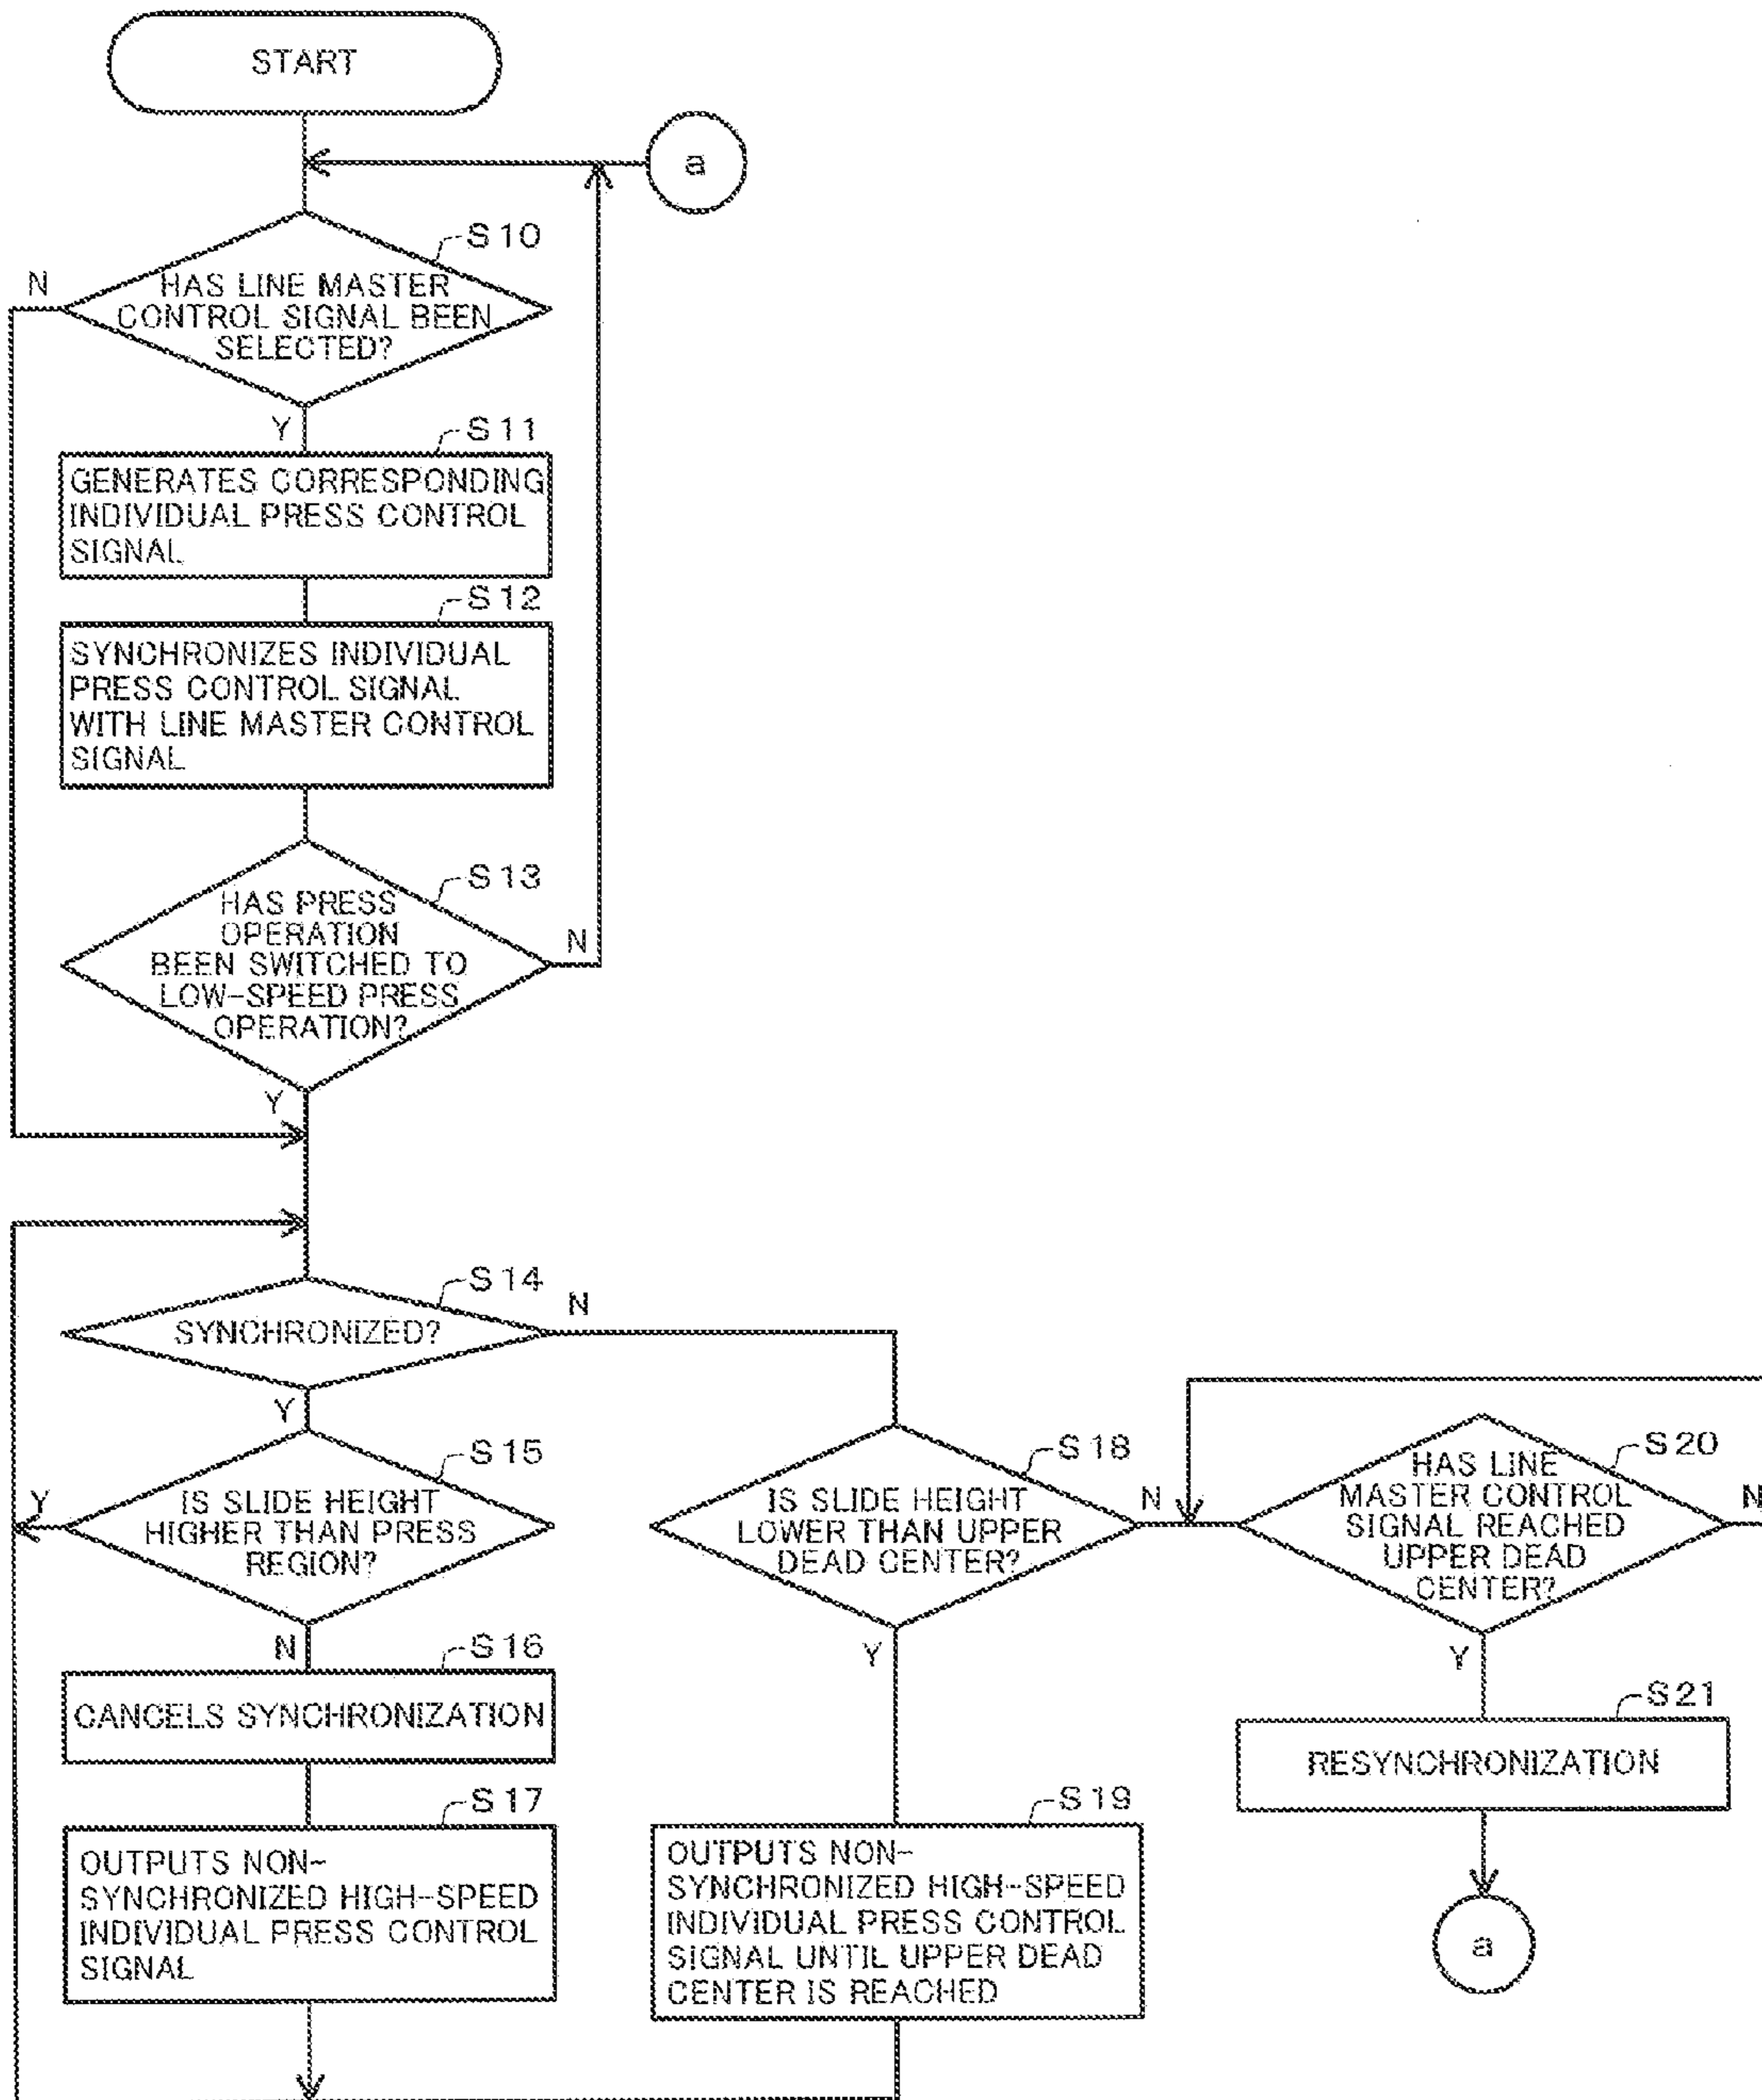 START
a
S10
N
HAS LINE MASTER
CONTROL SIGNAL BEEN
SELECTED?
Y
S11
GENERATES CORRESPONDING
INDIVIDUAL PRESS CONTROL
SIGNAL
S12
SYNCHRONIZES INDIVIDUAL
PRESS CONTROL SIGNAL
WITH LINE MASTER CONTROL
SIGNAL
S13
HAS PRESS
OPERATION
BEEN SWITCHED TO
LOW-SPEED PRESS
OPERATION?
N
Y
S14
SYNCHRONIZED?
N
Y
S15
IS SLIDE HEIGHT
HIGHER THAN PRESS
REGION?
Y
N
S16
CANCELS SYNCHRONIZATION
S17
OUTPUTS NON-
SYNCHRONIZED HIGH-SPEED
INDIVIDUAL PRESS CONTROL
SIGNAL
S18
IS SLIDE HEIGHT
LOWER THAN UPPER
DEAD CENTER?
N
Y
S19
OUTPUTS NON-
SYNCHRONIZED HIGH-SPEED
INDIVIDUAL PRESS CONTROL
SIGNAL UNTIL UPPER DEAD
CENTER IS REACHED
S20
HAS LINE
MASTER CONTROL
SIGNAL REACHED
UPPER DEAD
CENTER?
N
Y
S21
RESYNCHRONIZATION
a